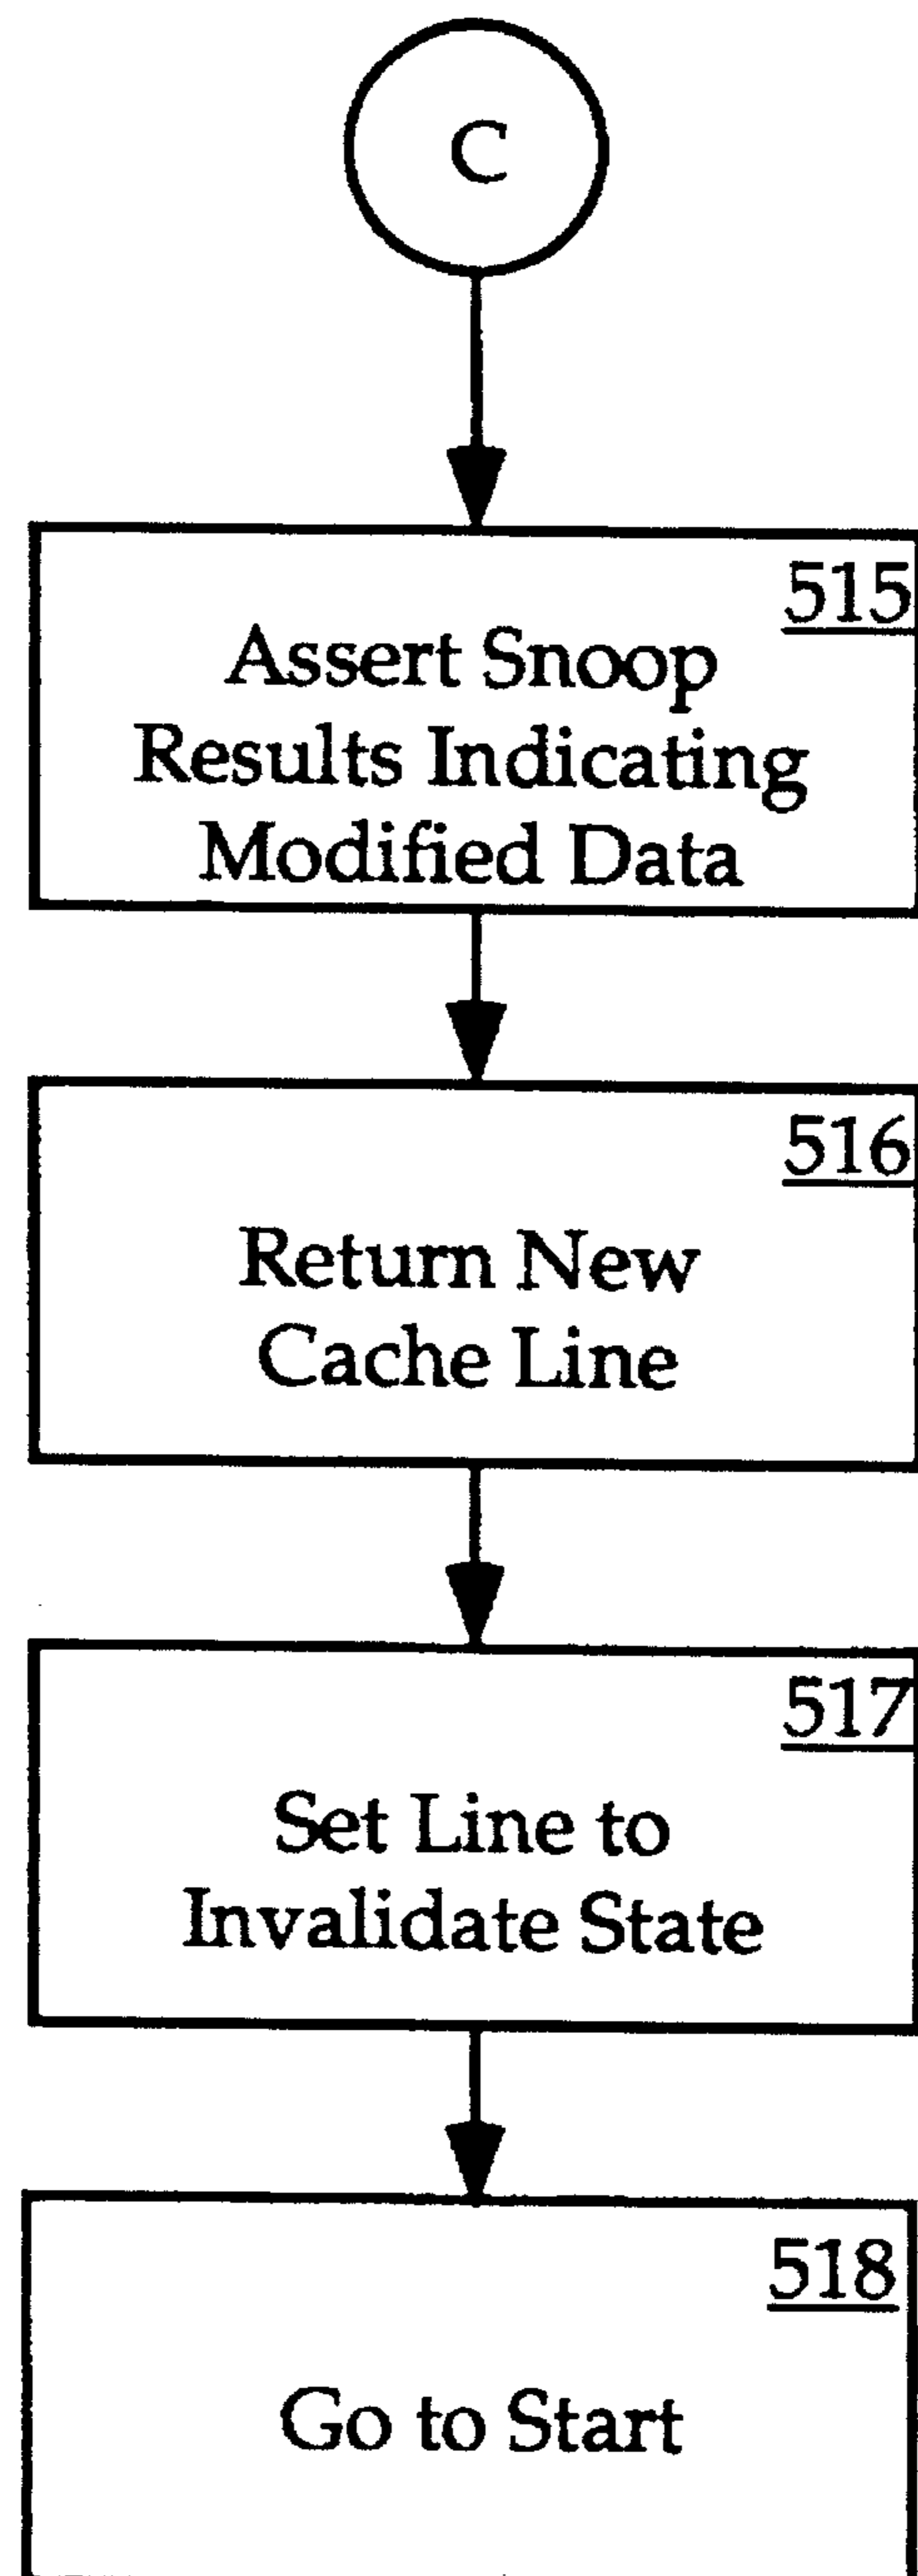 C
515
Assert Snoop
Results Indicating
Modified Data
516
Return New
Cache Line
517
Set Line to
Invalidate State
518
Go to Start